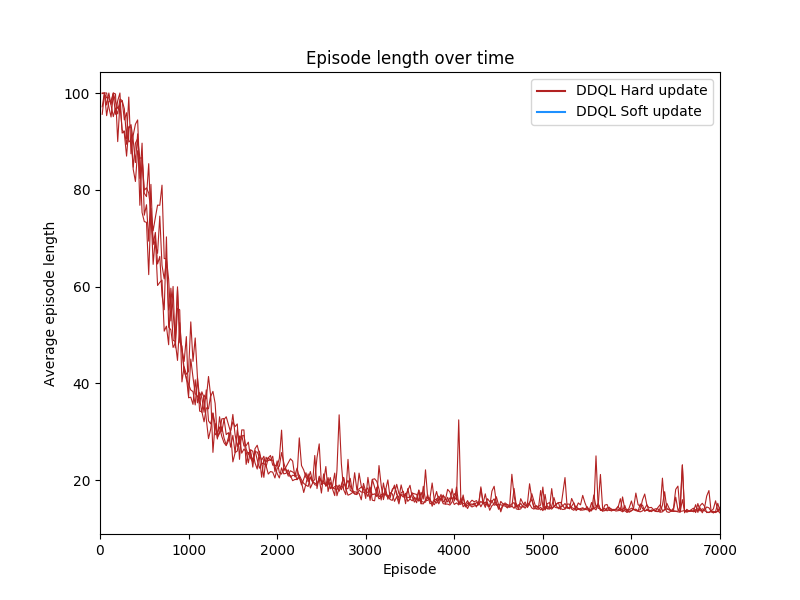 Episode length over time
DDQL Hard update
DDQL Soft update
Average episode length
100
80
60
40
20
0 1000 2000 3000 4000 5000 6000 7000
Episode